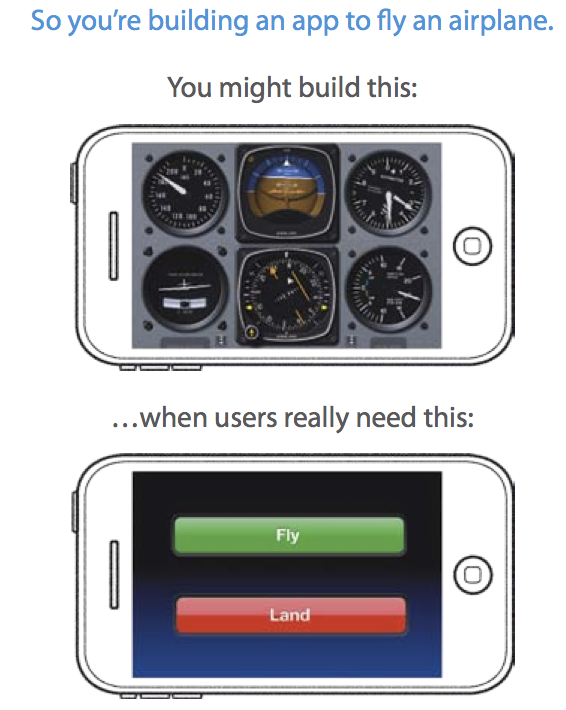 So you’re building an app to fly an airplane.
You might build this:
…when users really need this:
Fly
Land